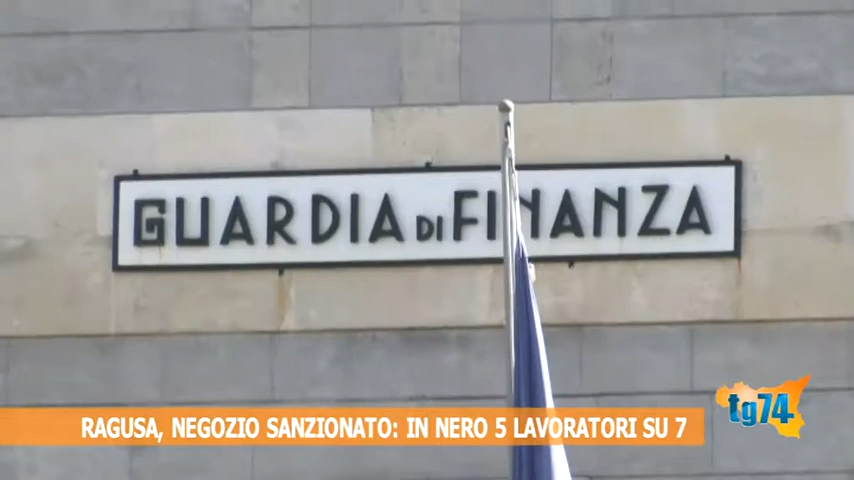 GUARDIA DI FINANZA
tg74
RAGUSA, NEGOZIO SANZIONATO: IN NERO 5 LAVORATORI SU 7